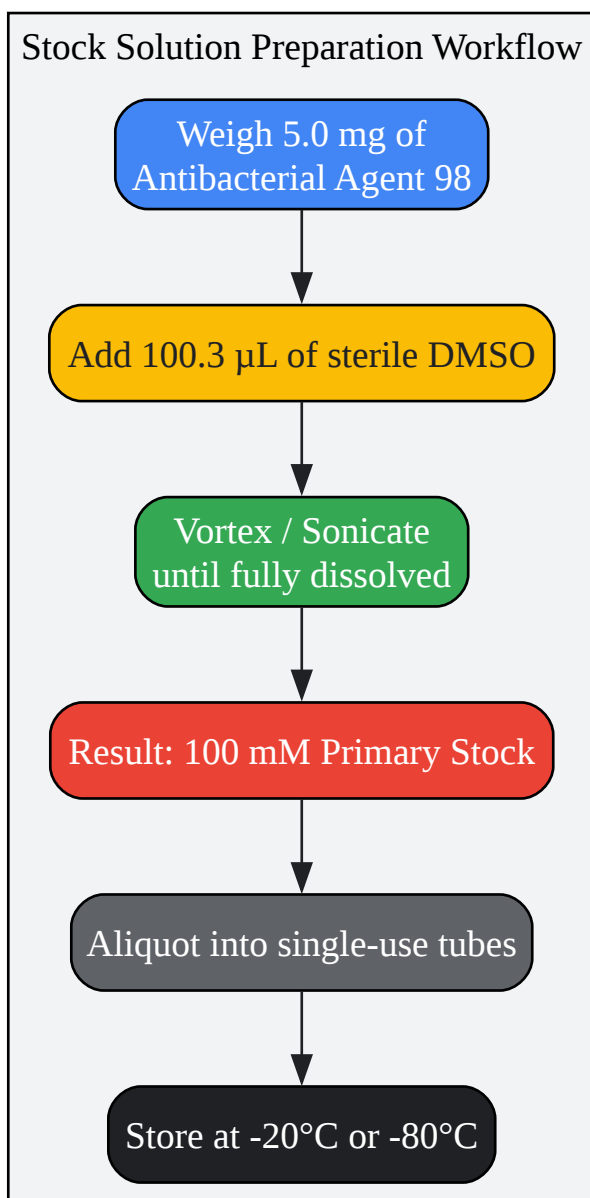 Stock Solution Preparation Workflow
Weigh 5.0 mg of
Antibacterial Agent 98
Add 100.3 µL of sterile DMSO
Vortex / Sonicate
until fully dissolved
Result: 100 mM Primary Stock
Aliquot into single-use tubes
Store at -20°C or -80°C